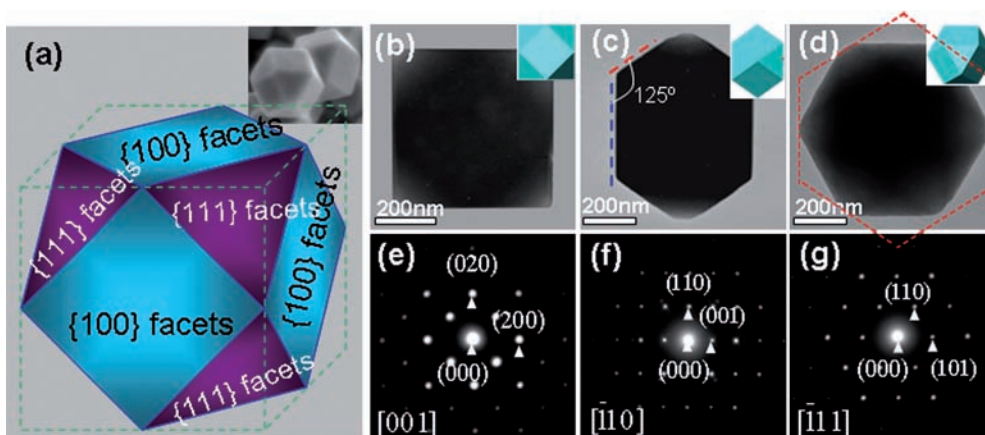 (a)
{100} facets
{111} facets
{111} facets
{100} facets
{100} facets
{111} facets
(b)
200nm
(c)
125º
200nm
(d)
200nm
(e)
(020)
(200)
(000)
[001]
(f)
(110)
(001)
(000)
[1̄10]
(g)
(110)
(000)
(101)
[1̄11]